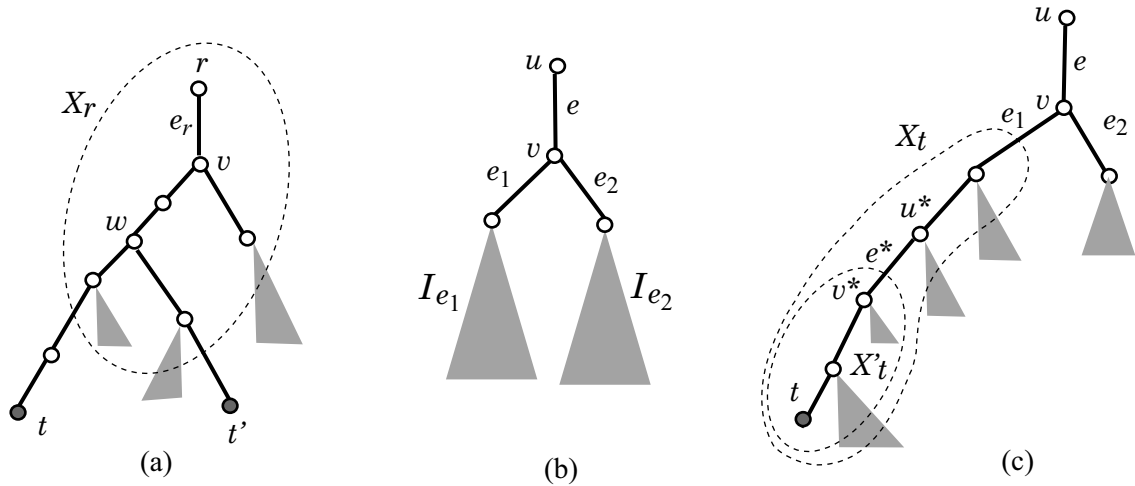 r
X_r
e_r
v
w
t
t'
(a)
u
e
v
e_1
e_2
I_{e_1}
I_{e_2}
(b)
u
e
v
e_1
e_2
X_t
u*
e*
v*
X'_t
t
(c)